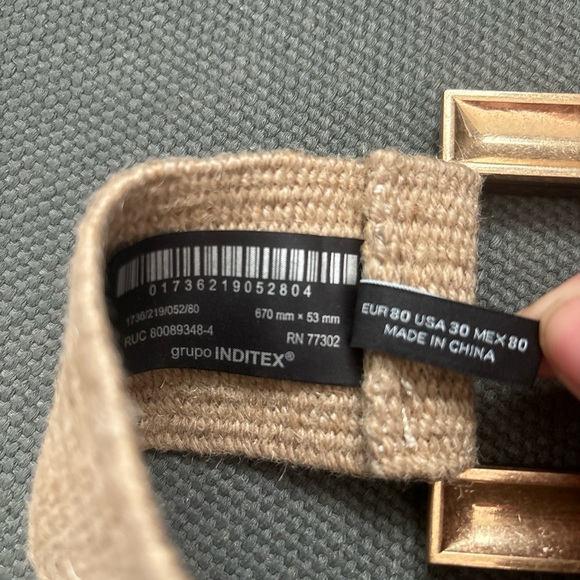 01736219052804
1736/219/052/80
670 mm × 53 mm
RUC 80089348-4
RN 77302
grupo INDITEX®
EUR 80 USA 30 MEX 80
MADE IN CHINA